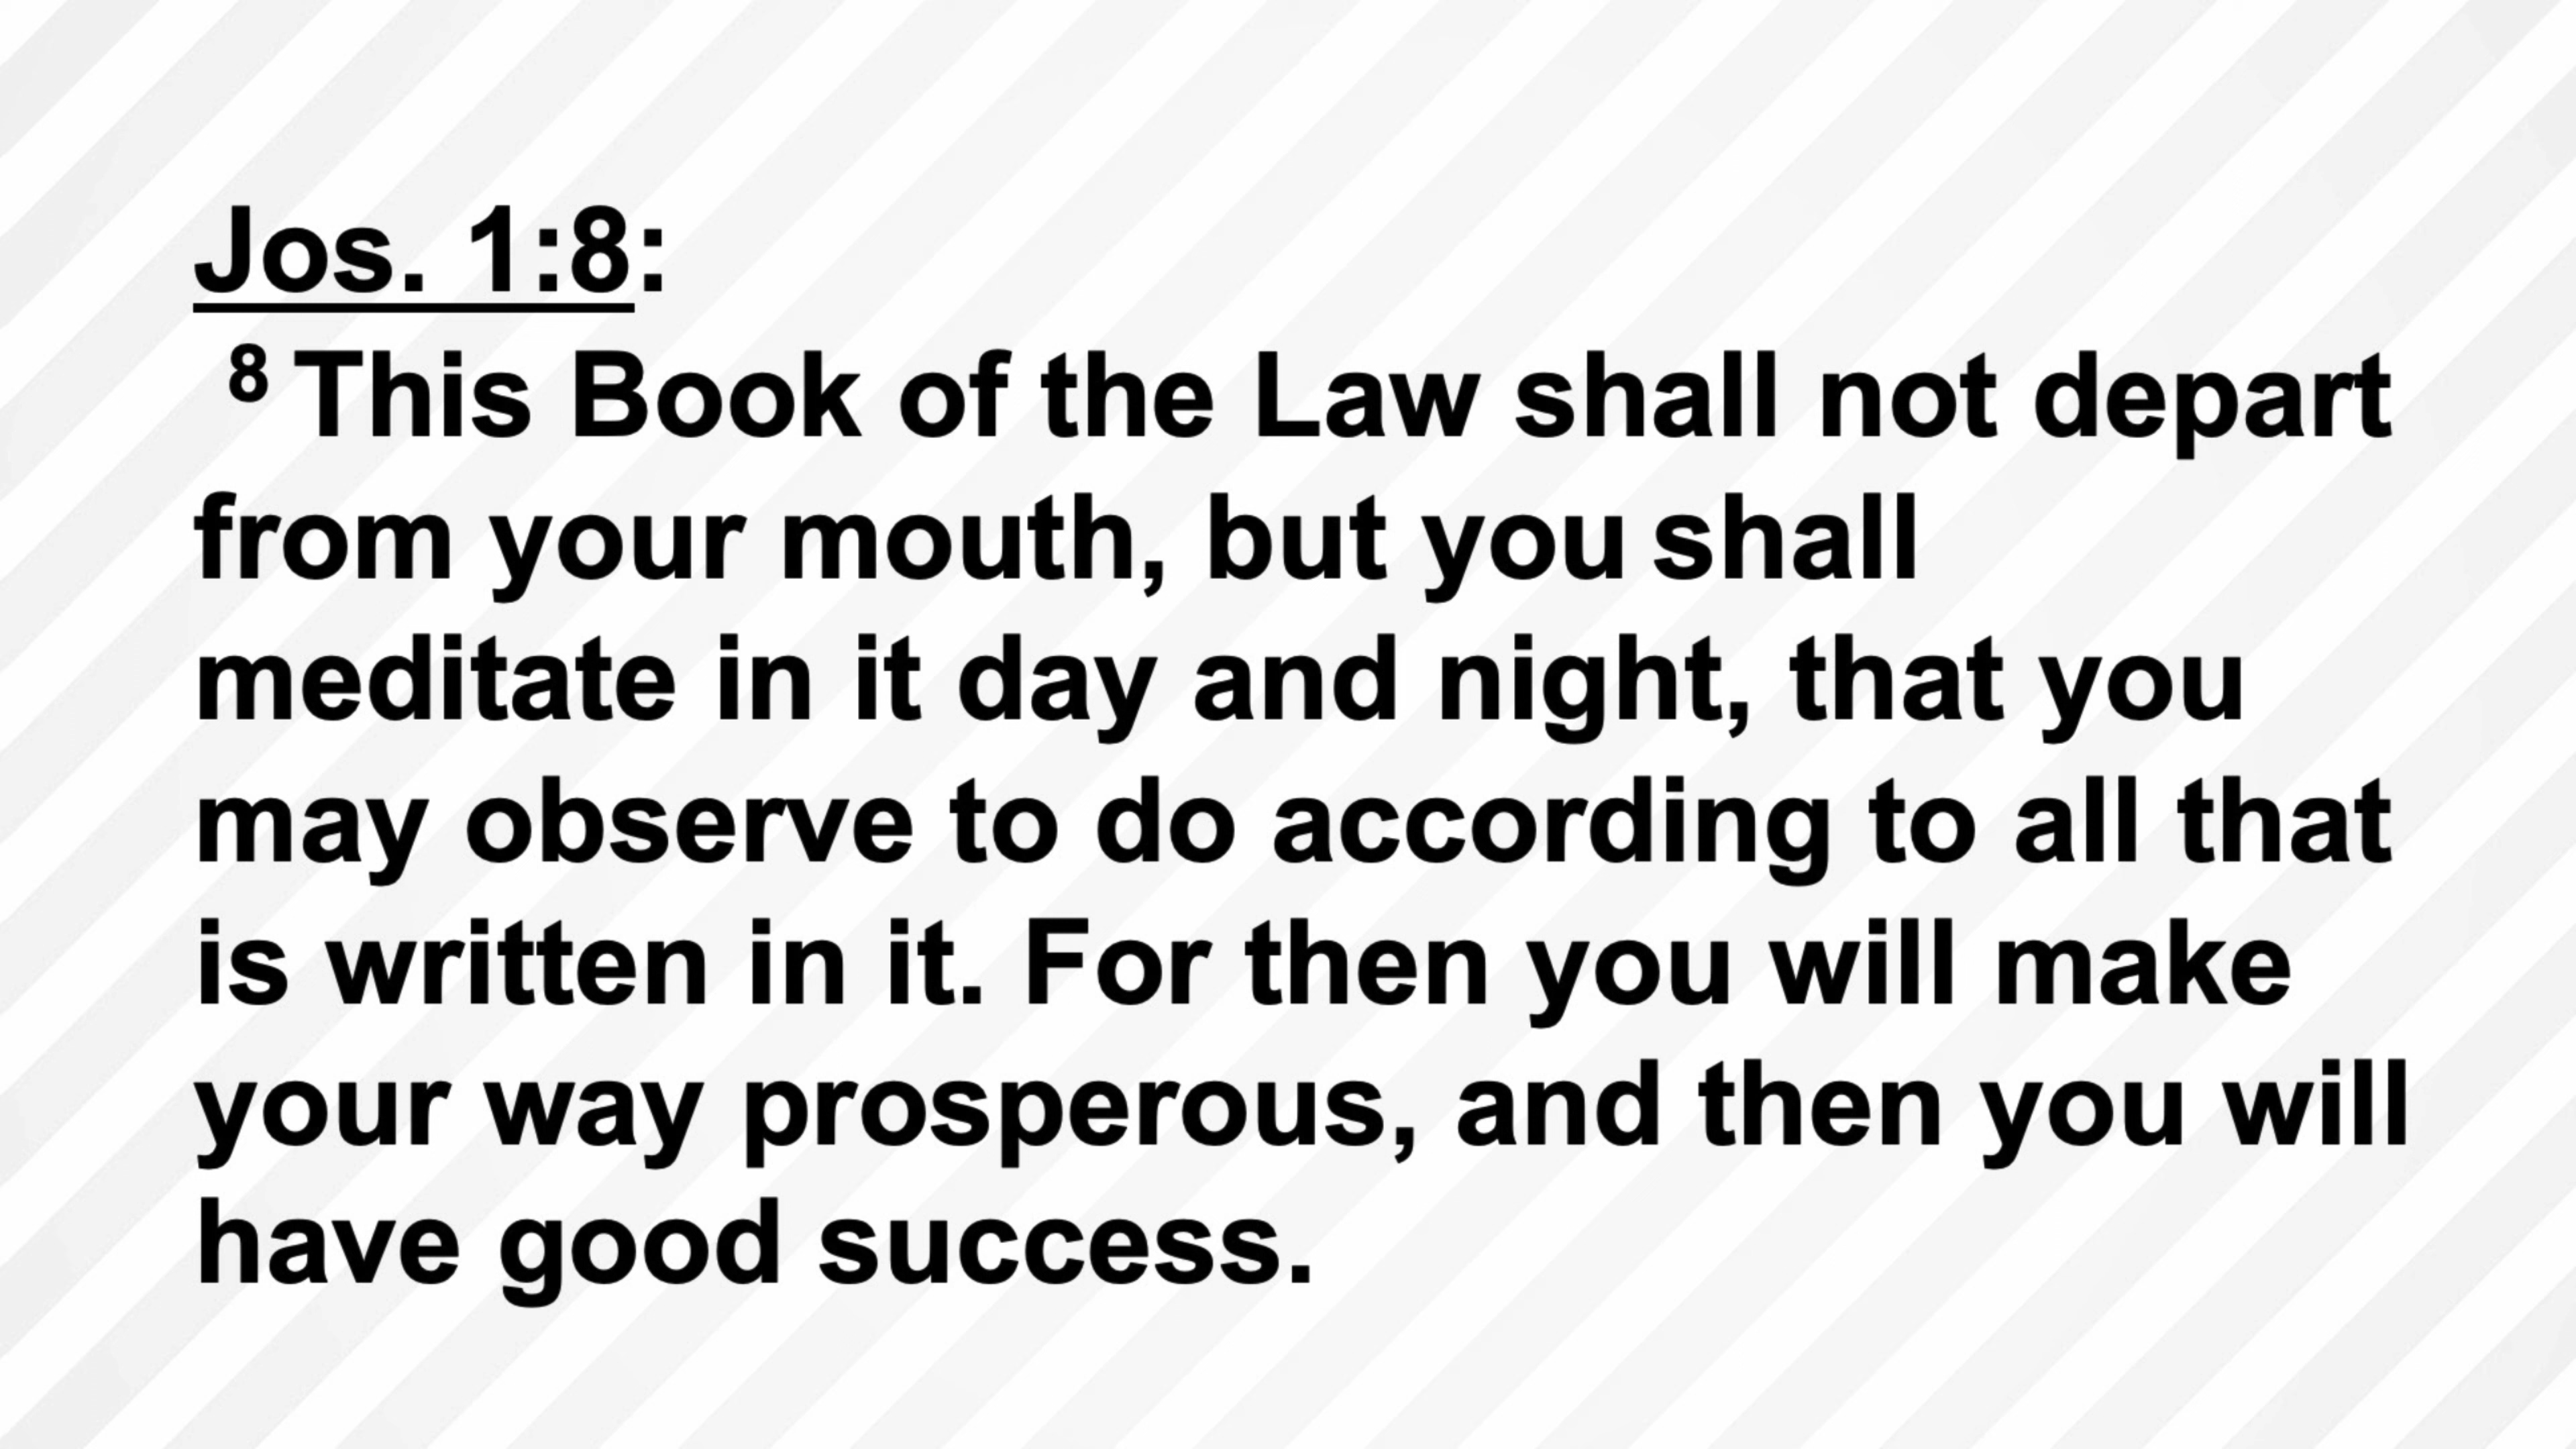 Jos. 1:8:
8 This Book of the Law shall not depart
from your mouth, but you shall
meditate in it day and night, that you
may observe to do according to all that
is written in it. For then you will make
your way prosperous, and then you will
have good success.